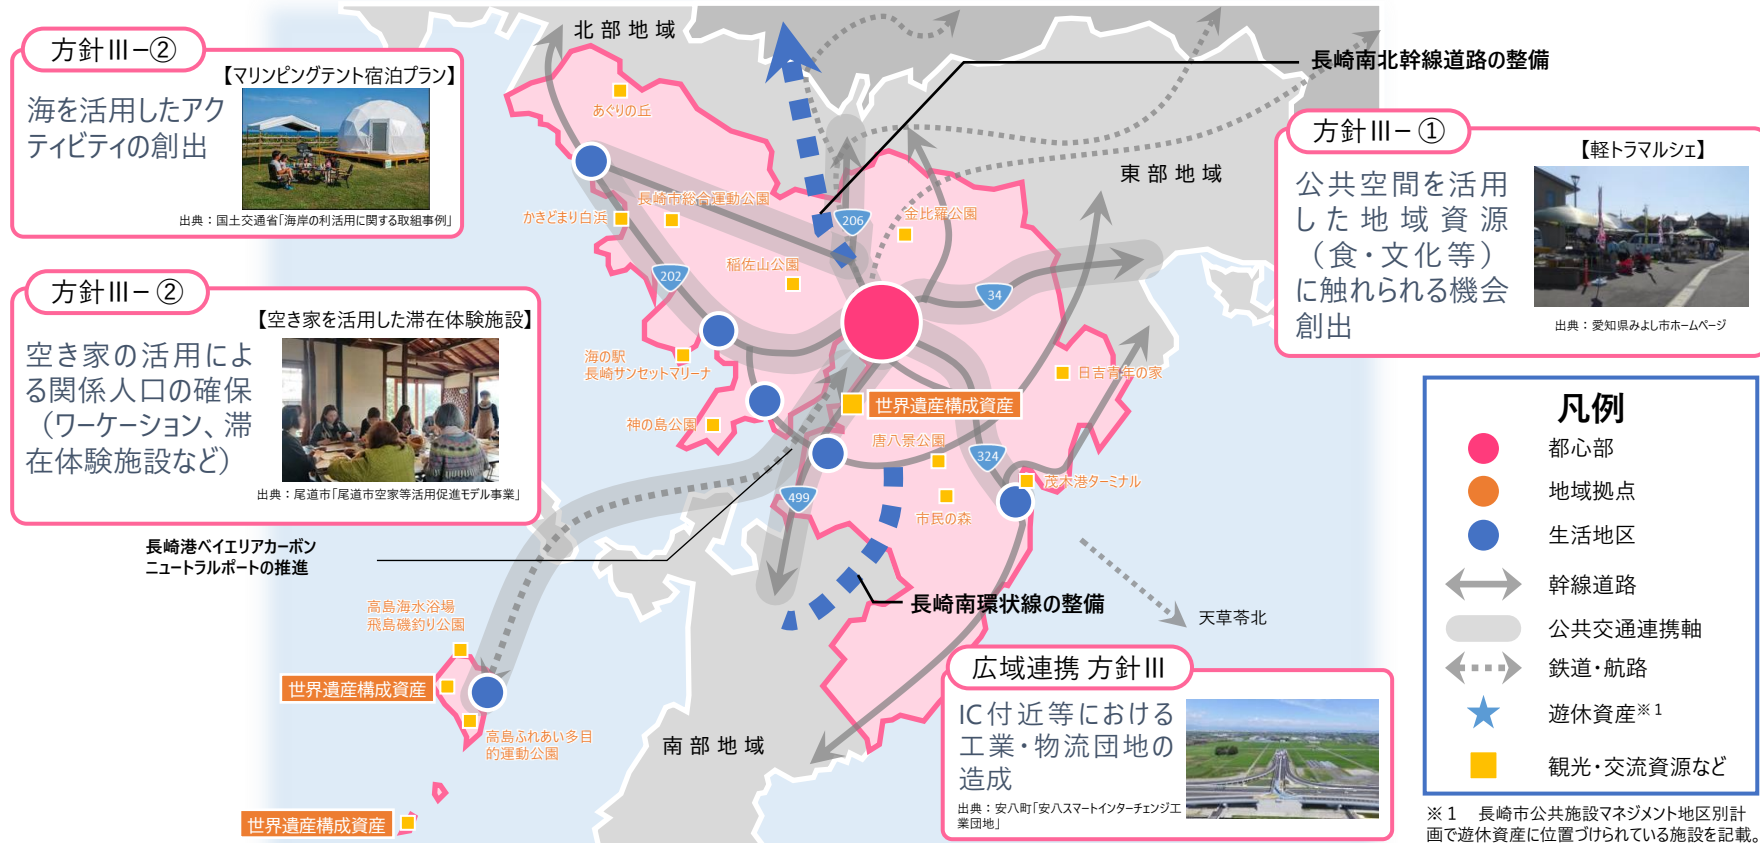 方針Ⅲ-②
【マリンピングテント宿泊プラン】
海を活用したアク
ティビティの創出
出典：国土交通省「海岸の利活用に関する取組事例」
方針Ⅲ-②
【空き家を活用した滞在体験施設】
空き家の活用によ
る関係人口の確保
（ワーケーション、滞
在体験施設など）
出典：尾道市「尾道市空家等活用促進モデル事業」
長崎港ベイエリアカーボン
ニュートラルポートの推進
北部地域
あぐりの丘
長崎市総合運動公園
かきどまり白浜
稲佐山公園
金比羅公園
206
202
34
東部地域
長崎南北幹線道路の整備
海の駅
長崎サンセットマリーナ
神の島公園
世界遺産構成資産
日吉青年の家
唐八景公園
324
499
茂木港ターミナル
市民の森
長崎南環状線の整備
天草苓北
高島海水浴場
飛島磯釣り公園
世界遺産構成資産
高島ふれあい多目
的運動公園
世界遺産構成資産
南部地域
方針Ⅲ-①
【軽トラマルシェ】
公共空間を活用
した地域資源
（食・文化等）
に触れられる機会
創出
出典：愛知県みよし市ホームページ
広域連携 方針Ⅲ
IC付近等における
工業・物流団地の
造成
出典：安八町「安八スマートインターチェンジ工
業団地」
凡例
都心部
地域拠点
生活地区
幹線道路
公共交通連携軸
鉄道・航路
遊休資産※1
観光・交流資源など
※1 長崎市公共施設マネジメント地区別計
画で遊休資産に位置づけられている施設を記載。